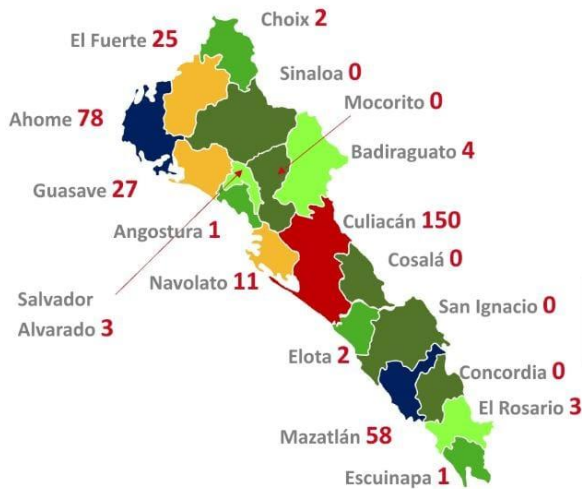 Choix 2
El Fuerte 25
Sinaloa 0
Mocorito 0
Ahome 78
Badiraguato 4
Guasave 27
Culiacán 150
Angostura 1
Cosalá 0
Navolato 11
Salvador
Alvarado 3
San Ignacio 0
Elota 2
Concordia 0
El Rosario 3
Mazatlán 58
Escuinapa 1